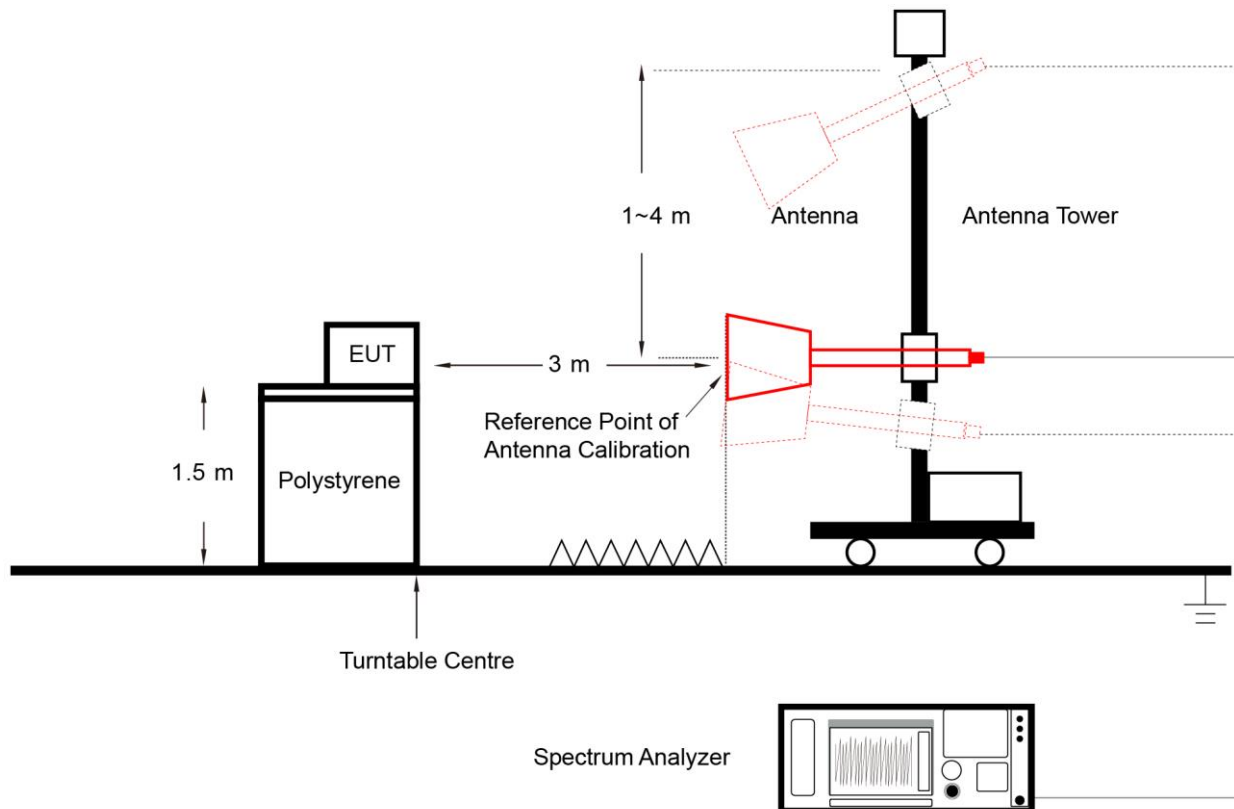 1~4 m
Antenna
Antenna Tower
EUT
3 m
Reference Point of
Antenna Calibration
1.5 m
Polystyrene
Turntable Centre
Spectrum Analyzer